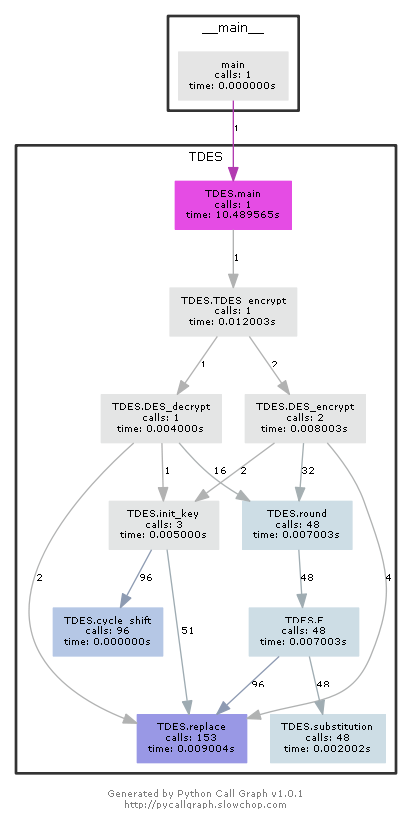 __main__
main
calls: 1
time: 0.000000s
1
TDES
TDES.main
calls: 1
time: 10.489565s
1
TDES.TDES_encrypt
calls: 1
time: 0.012003s
1
2
TDES.DES_decrypt
calls: 1
time: 0.004000s
TDES.DES_encrypt
calls: 2
time: 0.008003s
1
16
2
32
TDES.init_key
calls: 3
time: 0.005000s
TDES.round
calls: 48
time: 0.007003s
2
96
48
4
51
TDES.cycle_shift
calls: 96
time: 0.000000s
TDES.F
calls: 48
time: 0.007003s
96
48
TDES.replace
calls: 153
time: 0.009004s
TDES.substitution
calls: 48
time: 0.002002s
Generated by Python Call Graph v1.0.1
http://pycallgraph.slowchop.com